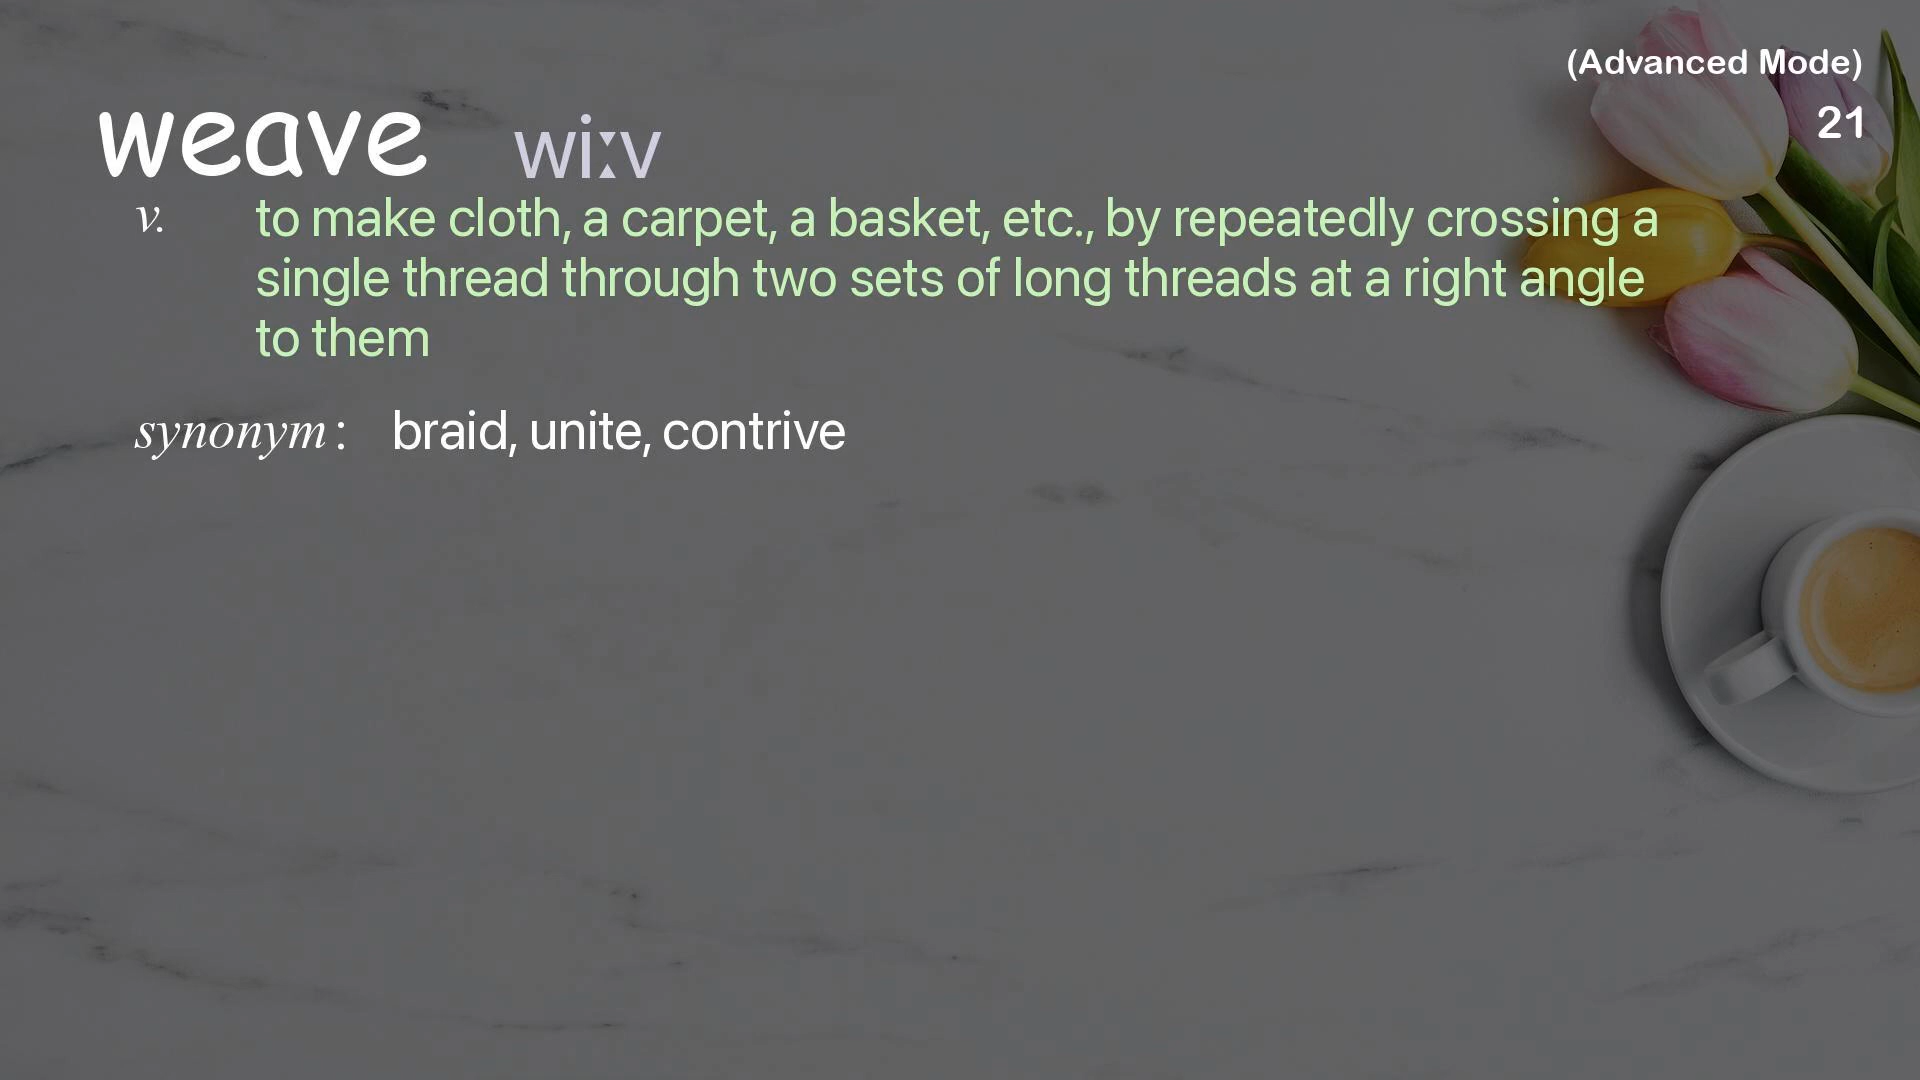 (Advanced Mode)
21
weave wiːv
v. to make cloth, a carpet, a basket, etc., by repeatedly crossing a
single thread through two sets of long threads at a right angle
to them
synonym : braid, unite, contrive